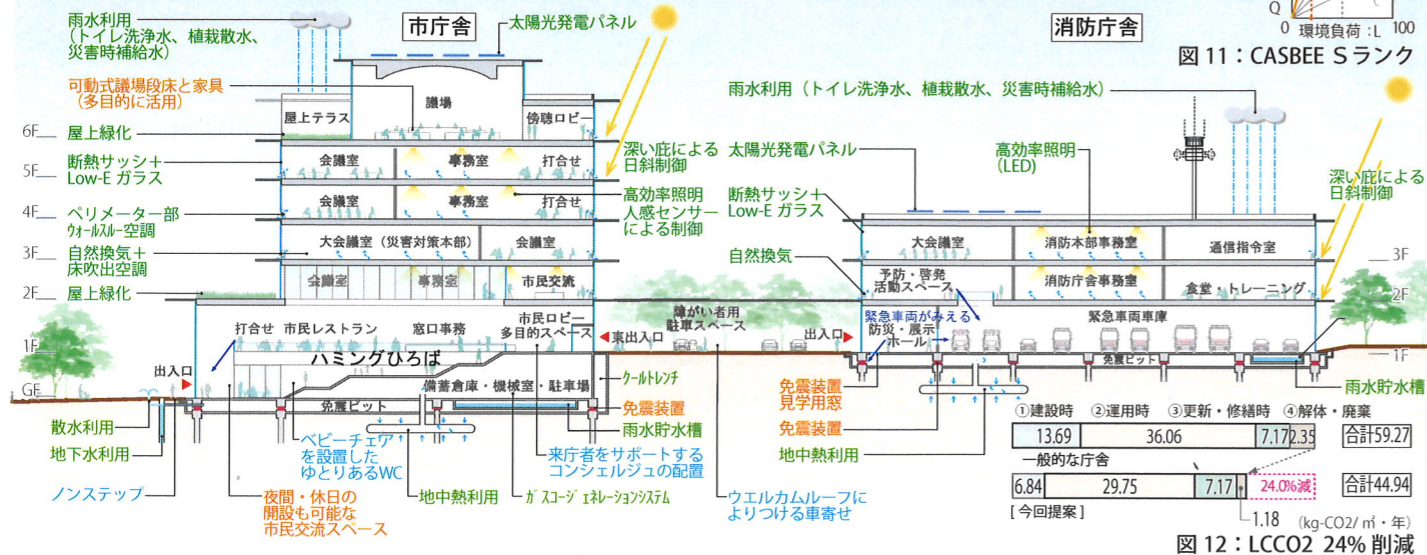 雨水利用
(トイレ洗浄水、植栽散水、
災害時補給水)
市庁舎
太陽光発電パネル
可動式議場段床と家具
(多目的に活用)
議場
屋上テラス
傍聴ロビー
6F
屋上緑化
断熱サッシ+
Low-E ガラス
会議室
事務室
打合せ
深い庇による
日斜制御
5F
ペリメーター部
ウォールスルー空調
会議室
事務室
打合せ
高効率照明
人感センサー
による制御
4F
自然換気+
床吹出空調
大会議室(災害対策本部)
会議室
3F
屋上緑化
会議室
事務室
市民交流
2F
打合せ
市民レストラン
窓口事務
市民ロビー
多目的スペース
東出入口
障がい者用
駐車スペース
出入口
1F
ハミングひろば
出入口
備蓄倉庫・機械室・駐車場
クールトレンチ
GF
免震ピット
免震装置
散水利用
雨水貯水槽
地下水利用
ベビーチェア
を設置した
ゆとりあるWC
来庁者をサポートする
コンシェルジュの配置
ノンステップ
夜間・休日の
開設も可能な
市民交流スペース
地中熱利用
ガスコージェネレーションシステム
ウエルカムルーフに
よりつける車寄せ
消防庁舎
Q
0 環境負荷:L 100
図 11:CASBEE Sランク
雨水利用(トイレ洗浄水、植栽散水、災害時補給水)
太陽光発電パネル
高効率照明
(LED)
深い庇による
日斜制御
断熱サッシ+
Low-E ガラス
大会議室
消防本部事務室
通信指令室
3F
自然換気
予防・啓発
活動スペース
消防庁舎事務室
食堂・トレーニング
2F
緊急車両がみえる
防災・展示
ホール
緊急車両車庫
1F
免震ピット
免震装置
見学用窓
雨水貯水槽
免震装置
地中熱利用
①建設時 ②運用時 ③更新・修繕時 ④解体・廃棄
13.69 36.06 7.17 2.35 合計59.27
一般的な庁舎
6.84 29.75 7.17 24.0%減 合計44.94
[今回提案]
1.18 (kg-CO2/㎡・年)
図 12:LCCO2 24% 削減